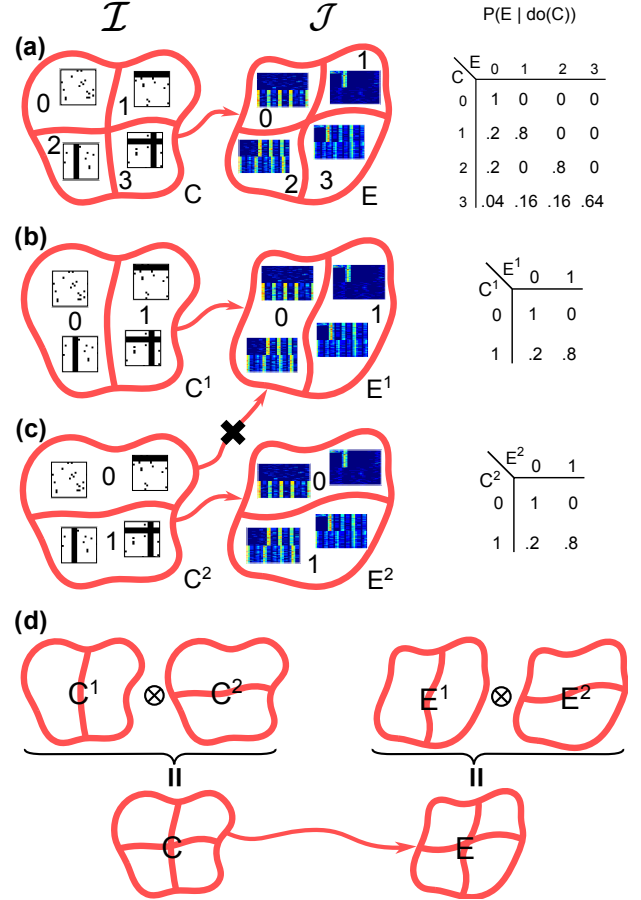 𝓘 𝓙 P(E | do(C))
(a)
0 1 2 3 C
0 1 2 3 E
E
C 0 1 2 3
0 1 0 0 0
1 .2 .8 0 0
2 .2 0 .8 0
3 .04 .16 .16 .64
(b)
0 1 C¹
0 1 E¹
E¹
C¹ 0 1
0 1 0
1 .2 .8
(c)
0 1 C²
0 1 E²
E²
C² 0 1
0 1 0
1 .2 .8
(d)
C¹ ⊗ C² E¹ ⊗ E²
= =
C E